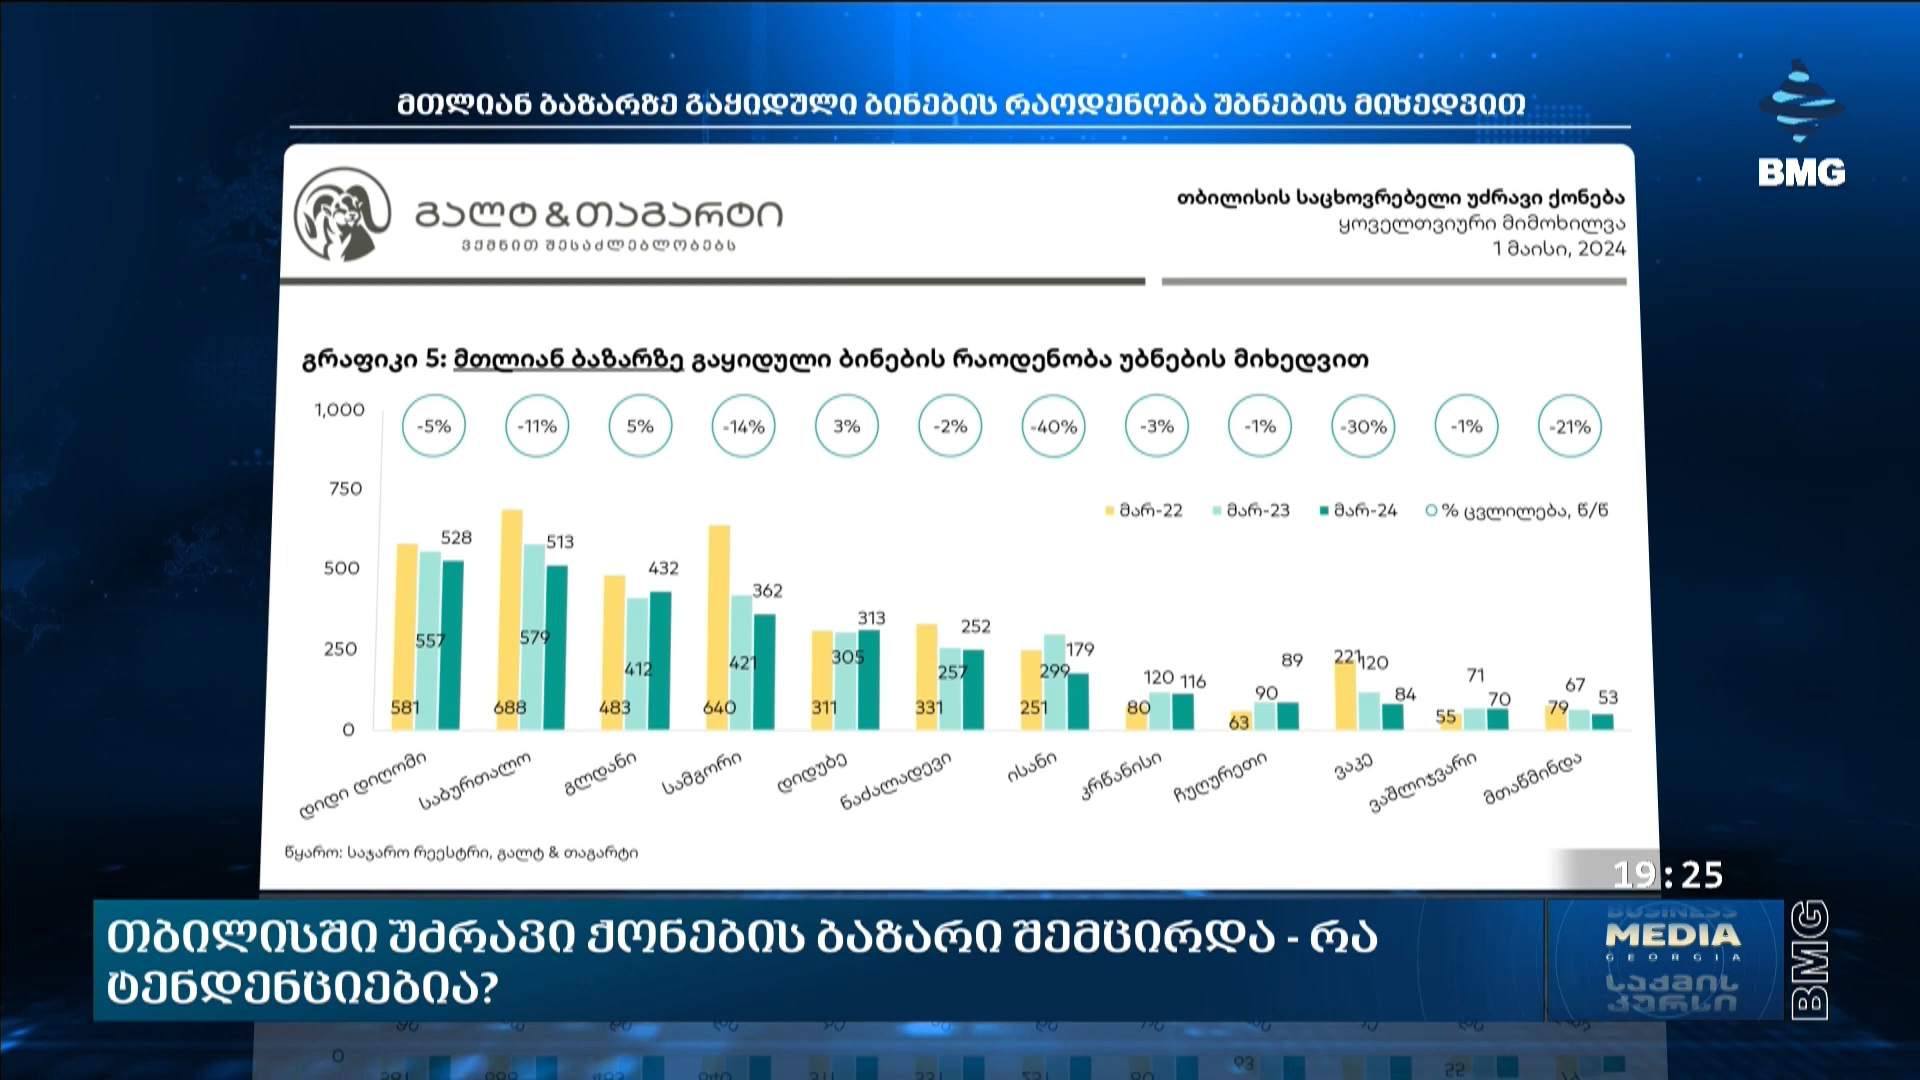 მთლიან ბაზარზე გაყიდული ბინების რაოდენობა უბნების მიხედვით
BMG
გალტ & თაგარტი
ვქმნით შესაძლებლობებს
თბილისის საცხოვრებელი უძრავი ქონება
ყოველთვიური მიმოხილვა
1 მაისი, 2024
გრაფიკი 5: მთლიან ბაზარზე გაყიდული ბინების რაოდენობა უბნების მიხედვით
1,000 -5% -11% 5% -14% 3% -2% -40% -3% -1% -30% -1% -21%
750
მარ-22 მარ-23 მარ-24 % ცვლილება, წ/წ
500
250
0
581 557 528
688 579 513
483 412 432
640 421 362
311 305 313
331 257 252
251 299 179
80 120 116
63 90 89
221 120 84
55 71 70
79 67 53
დიდი დიღომი საბურთალო გლდანი სამგორი დიდუბე ნაძალადევი ისანი კრწანისი ჩუღურეთი ვაკე ვაშლიჯვარი მთაწმინდა
წყარო: საჯარო რეესტრი, გალტ & თაგარტი
19:25
თბილისში უძრავი ქონების ბაზარი შემცირდა - რა
ტენდენციებია?
BUSINESS
MEDIA
GEORGIA
საქმის
კურსი
BMG